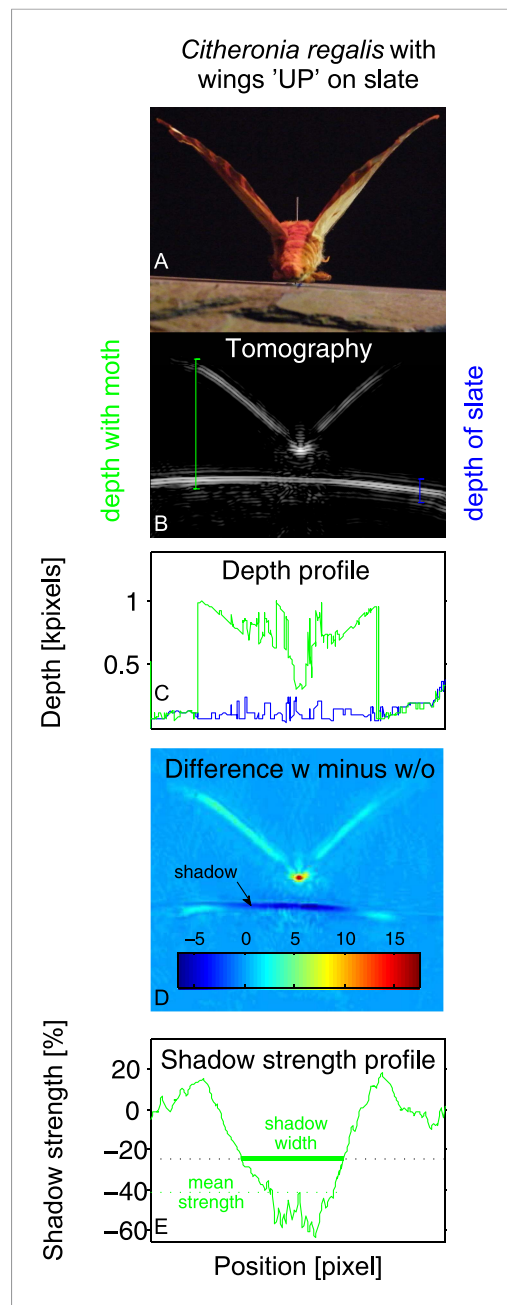 Citheronia regalis with
wings 'UP' on slate
A
Tomography
depth with moth
depth of slate
B
Depth profile
Depth [kpixels]
1
0.5
C
Difference w minus w/o
shadow
−5 0 5 10 15
D
Shadow strength profile
Shadow strength [%]
20
0
−20
−40
−60
shadow
width
mean
strength
E
Position [pixel]